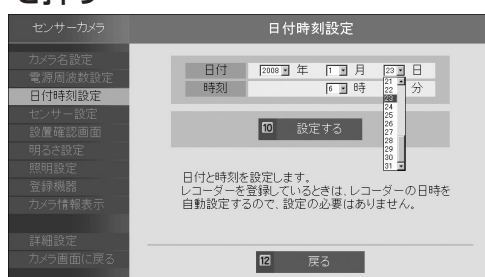 センサーカメラ
日付時刻設定
カメラ名設定
電源周波数設定
日付時刻設定
センサー設定
設置確認画面
明るさ設定
照明設定
登録機器
カメラ情報表示
詳細設定
カメラ画面に戻る
日付 2008 年 1 月 23 日
時刻 6 時 分
21
22
23
24
25
26
27
28
29
30
31
10 設定する
日付と時刻を設定します。
レコーダーを登録しているときは、レコーダーの日時を
自動設定するので、設定の必要はありません。
12 戻る